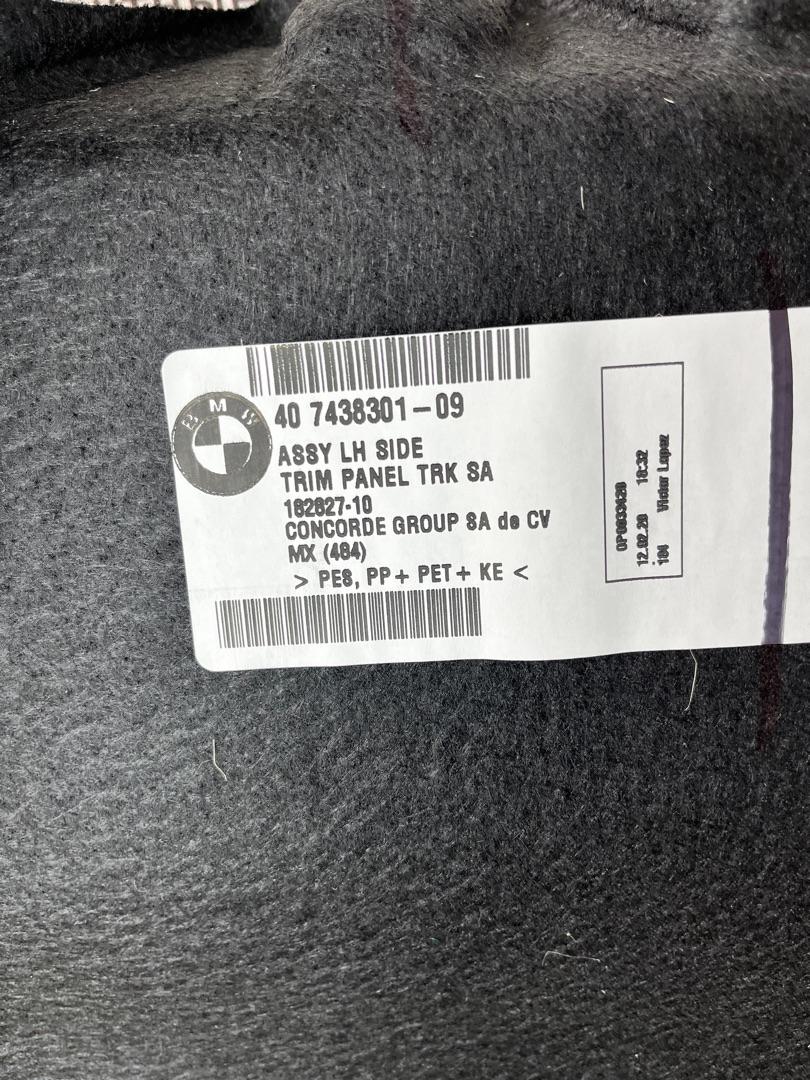 BMW
40 7438301-09
ASSY LH SIDE
TRIM PANEL TRK SA
182827-10
CONCORDE GROUP SA de CV
MX (484)
> PES, PP+ PET+ KE <
12.02.20 18:32
184 Victor Lopez